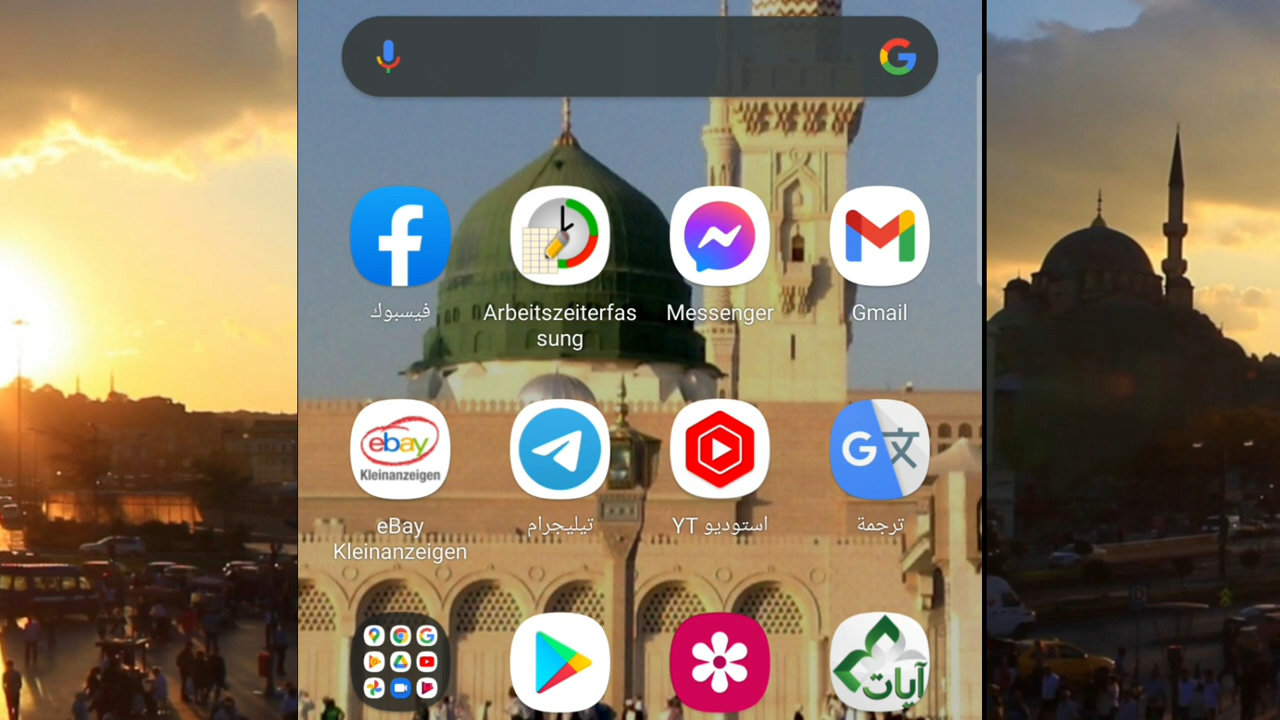 فيسبوك
Arbeitszeiterfas
sung
Messenger
Gmail
ebay
Kleinanzeigen
eBay
Kleinanzeigen
تيليجرام
استوديو YT
ترجمة
آيات